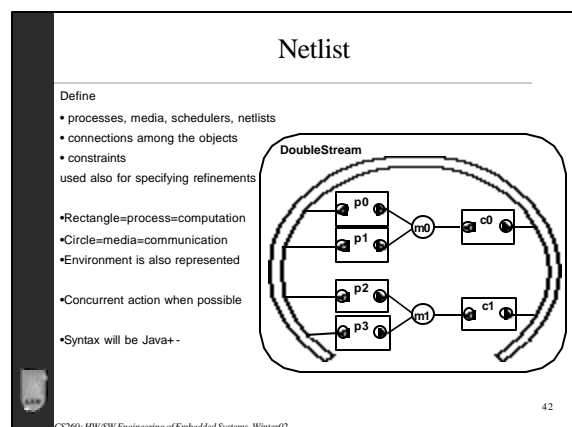 Netlist
Define
• processes, media, schedulers, netlists
• connections among the objects
• constraints
used also for specifying refinements
•Rectangle=process=computation
•Circle=media=communication
•Environment is also represented
•Concurrent action when possible
•Syntax will be Java+-
DoubleStream
p0
p1
m0
c0
p2
p3
m1
c1
42
CS269: HW/SW Engineering of Embedded Systems, Winter02